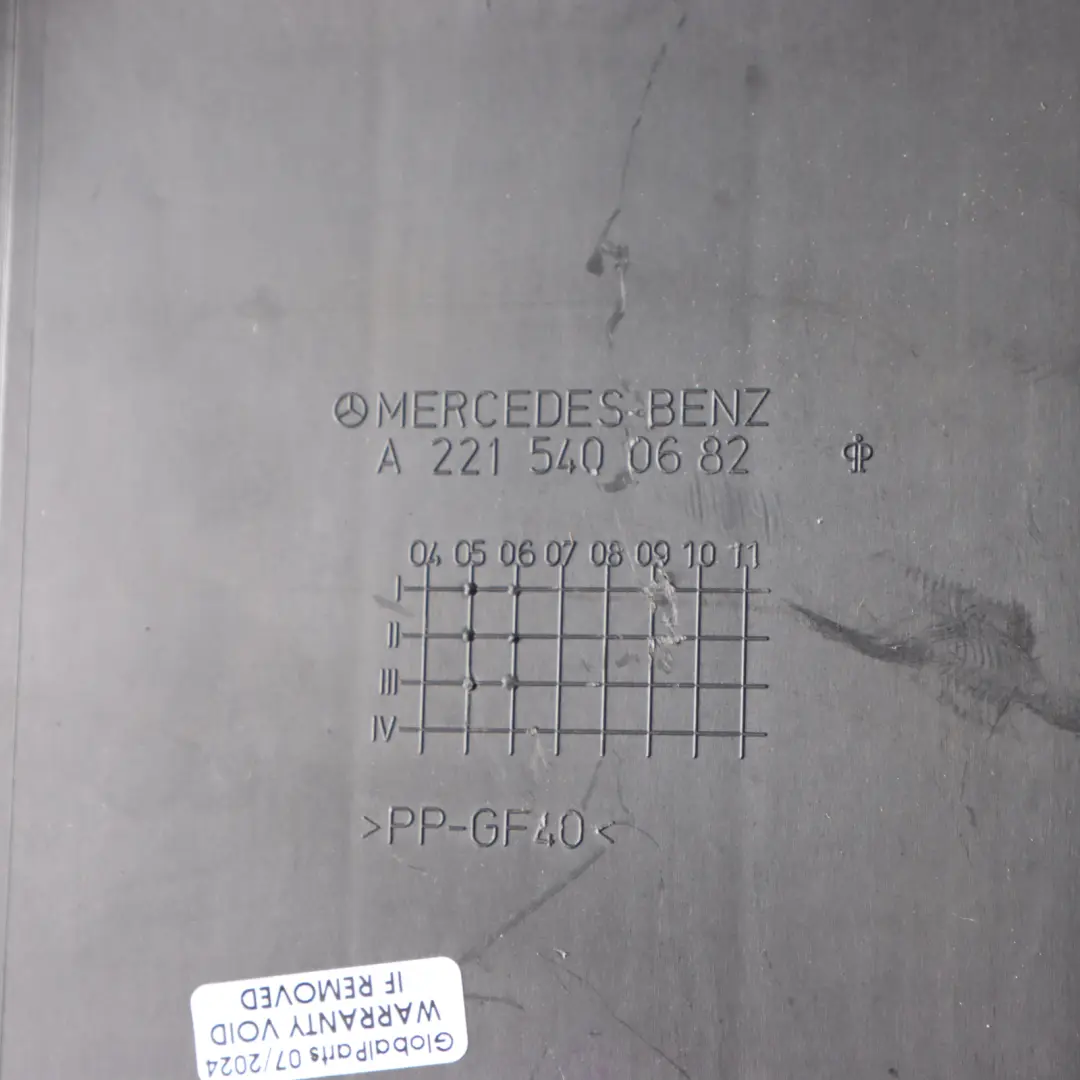 MERCEDES-BENZ
A 221 540 06 82
04 05 06 07 08 09 10 11
I
II
III
IV
>PP-GF40<
GlobalParts 07/2024
WARRANTY VOID
IF REMOVED